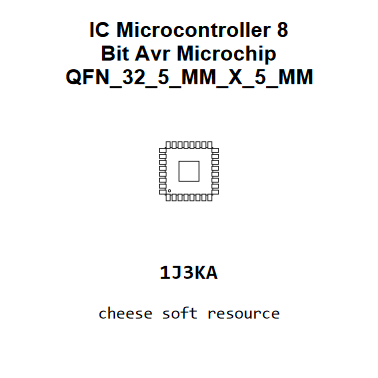 IC Microcontroller 8
Bit Avr Microchip
QFN_32_5_MM_X_5_MM
1J3KA
cheese soft resource